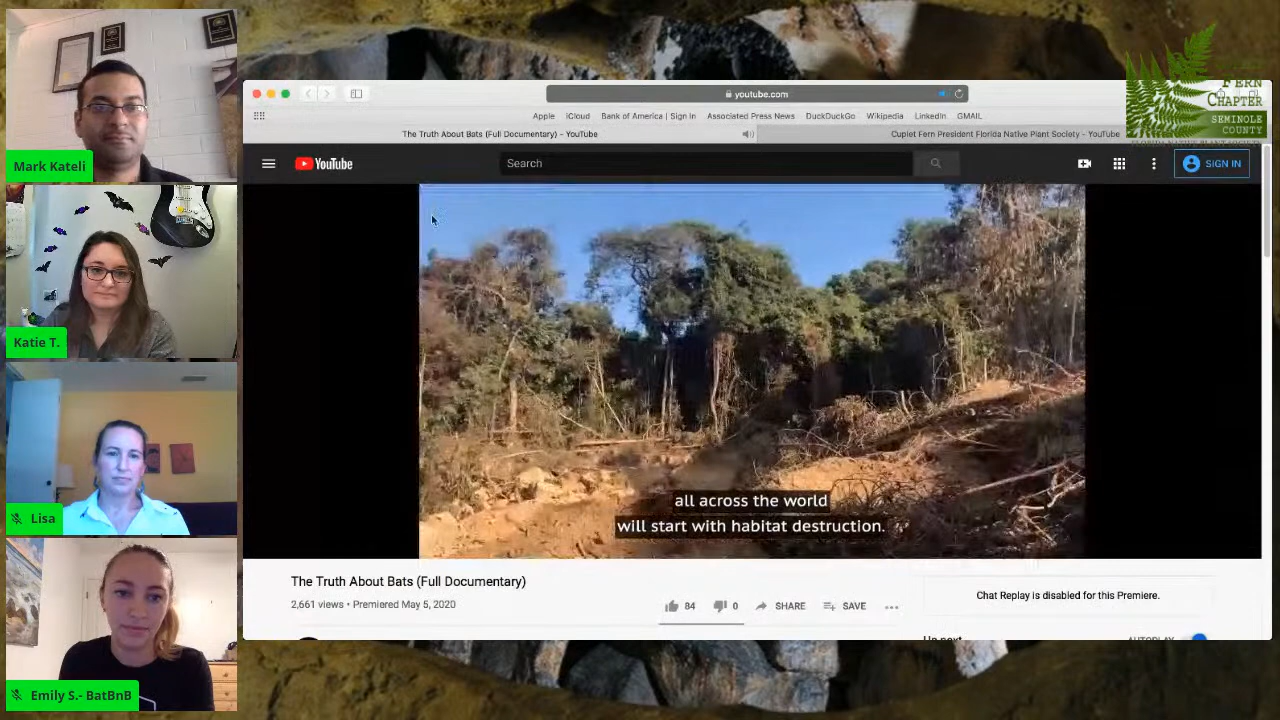 Mark Kateli
Katie T.
Lisa
Emily S.- BatBnB
youtube.com
Apple iCloud Bank of America | Sign In Associated Press News DuckDuckGo Wikipedia LinkedIn GMAIL
The Truth About Bats (Full Documentary) - YouTube
Cuplet Fern President Florida Native Plant Society - YouTube
FERN
CHAPTER
SEMINOLE
COUNTY
YouTube
Search
SIGN IN
all across the world
will start with habitat destruction.
The Truth About Bats (Full Documentary)
2,661 views • Premiered May 5, 2020
84 0 SHARE SAVE
Chat Replay is disabled for this Premiere.
Up next
AUTOPLAY